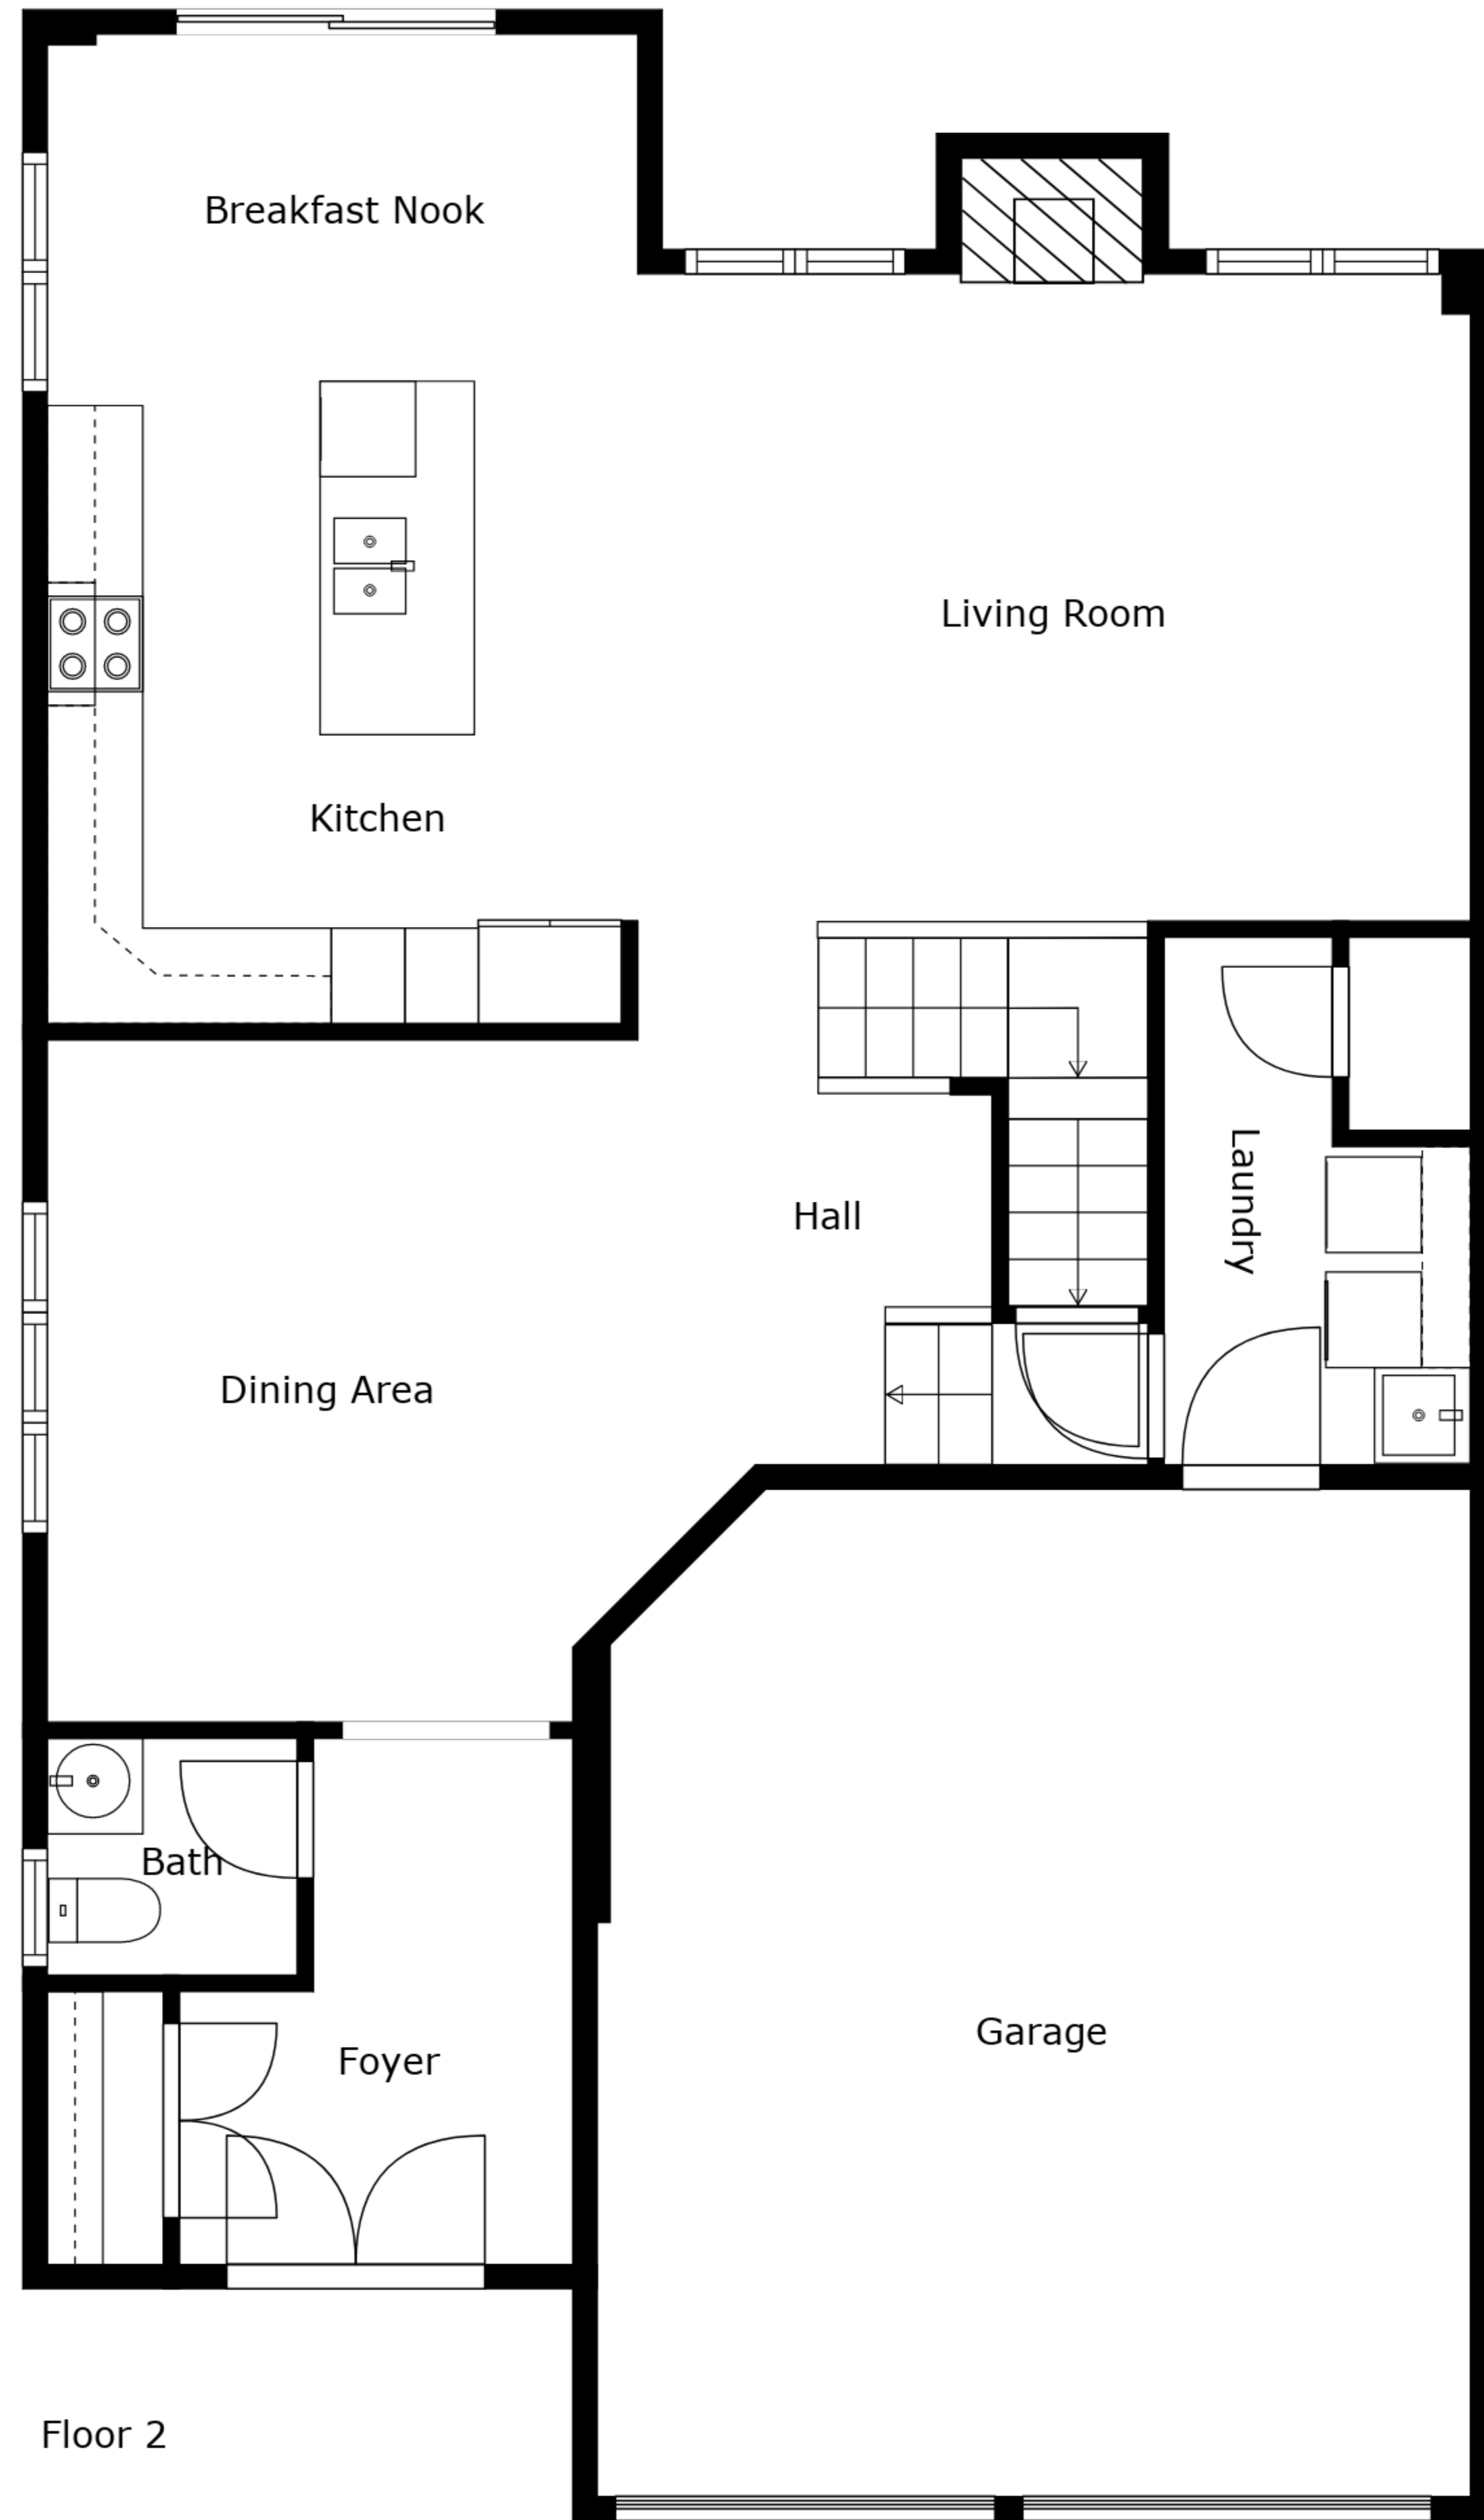 Breakfast Nook
Living Room
Kitchen
Laundry
Hall
Dining Area
Bath
Garage
Foyer
Floor 2